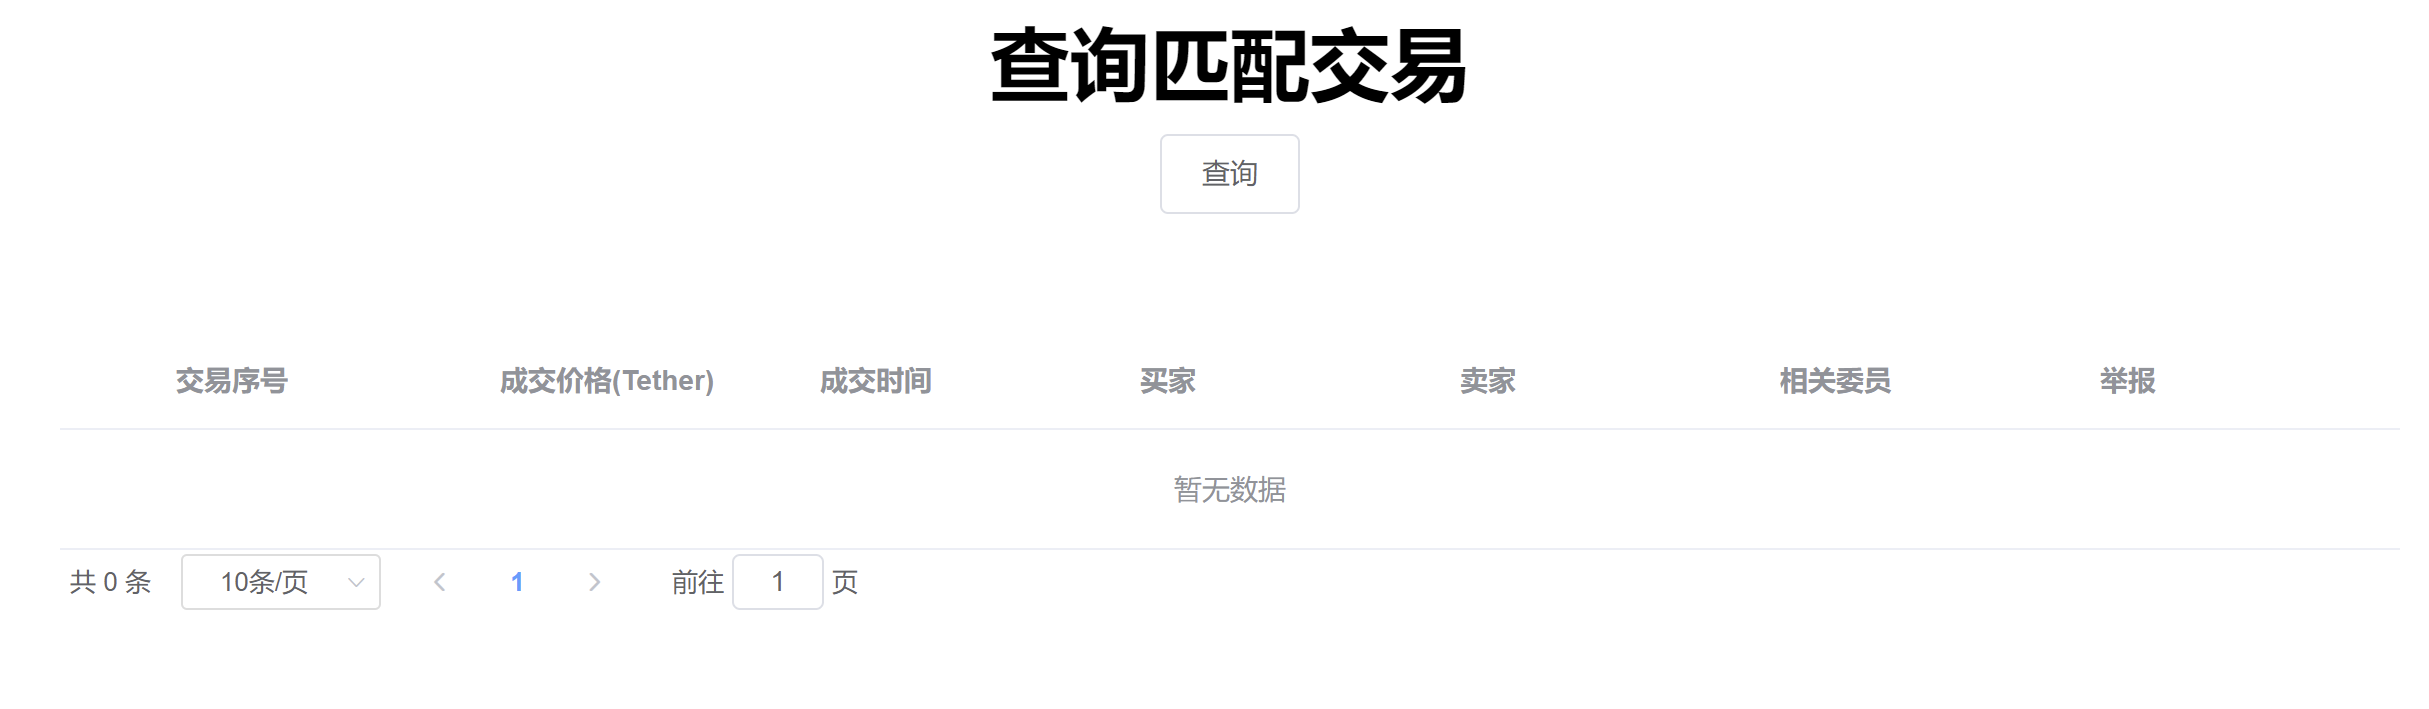 查询匹配交易
查询
交易序号 成交价格(Tether) 成交时间 买家 卖家 相关委员 举报
暂无数据
共 0 条 10条/页 1 前往 1 页